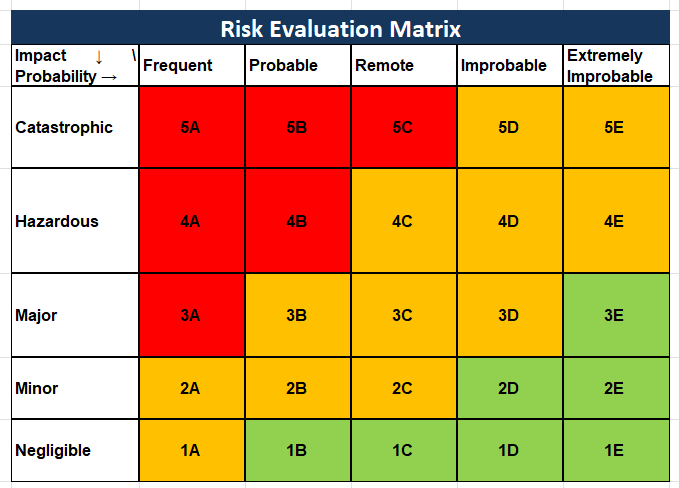 Risk Evaluation Matrix
Impact ↓ \
Probability →
Frequent
Probable
Remote
Improbable
Extremely
Improbable
Catastrophic
5A
5B
5C
5D
5E
Hazardous
4A
4B
4C
4D
4E
Major
3A
3B
3C
3D
3E
Minor
2A
2B
2C
2D
2E
Negligible
1A
1B
1C
1D
1E